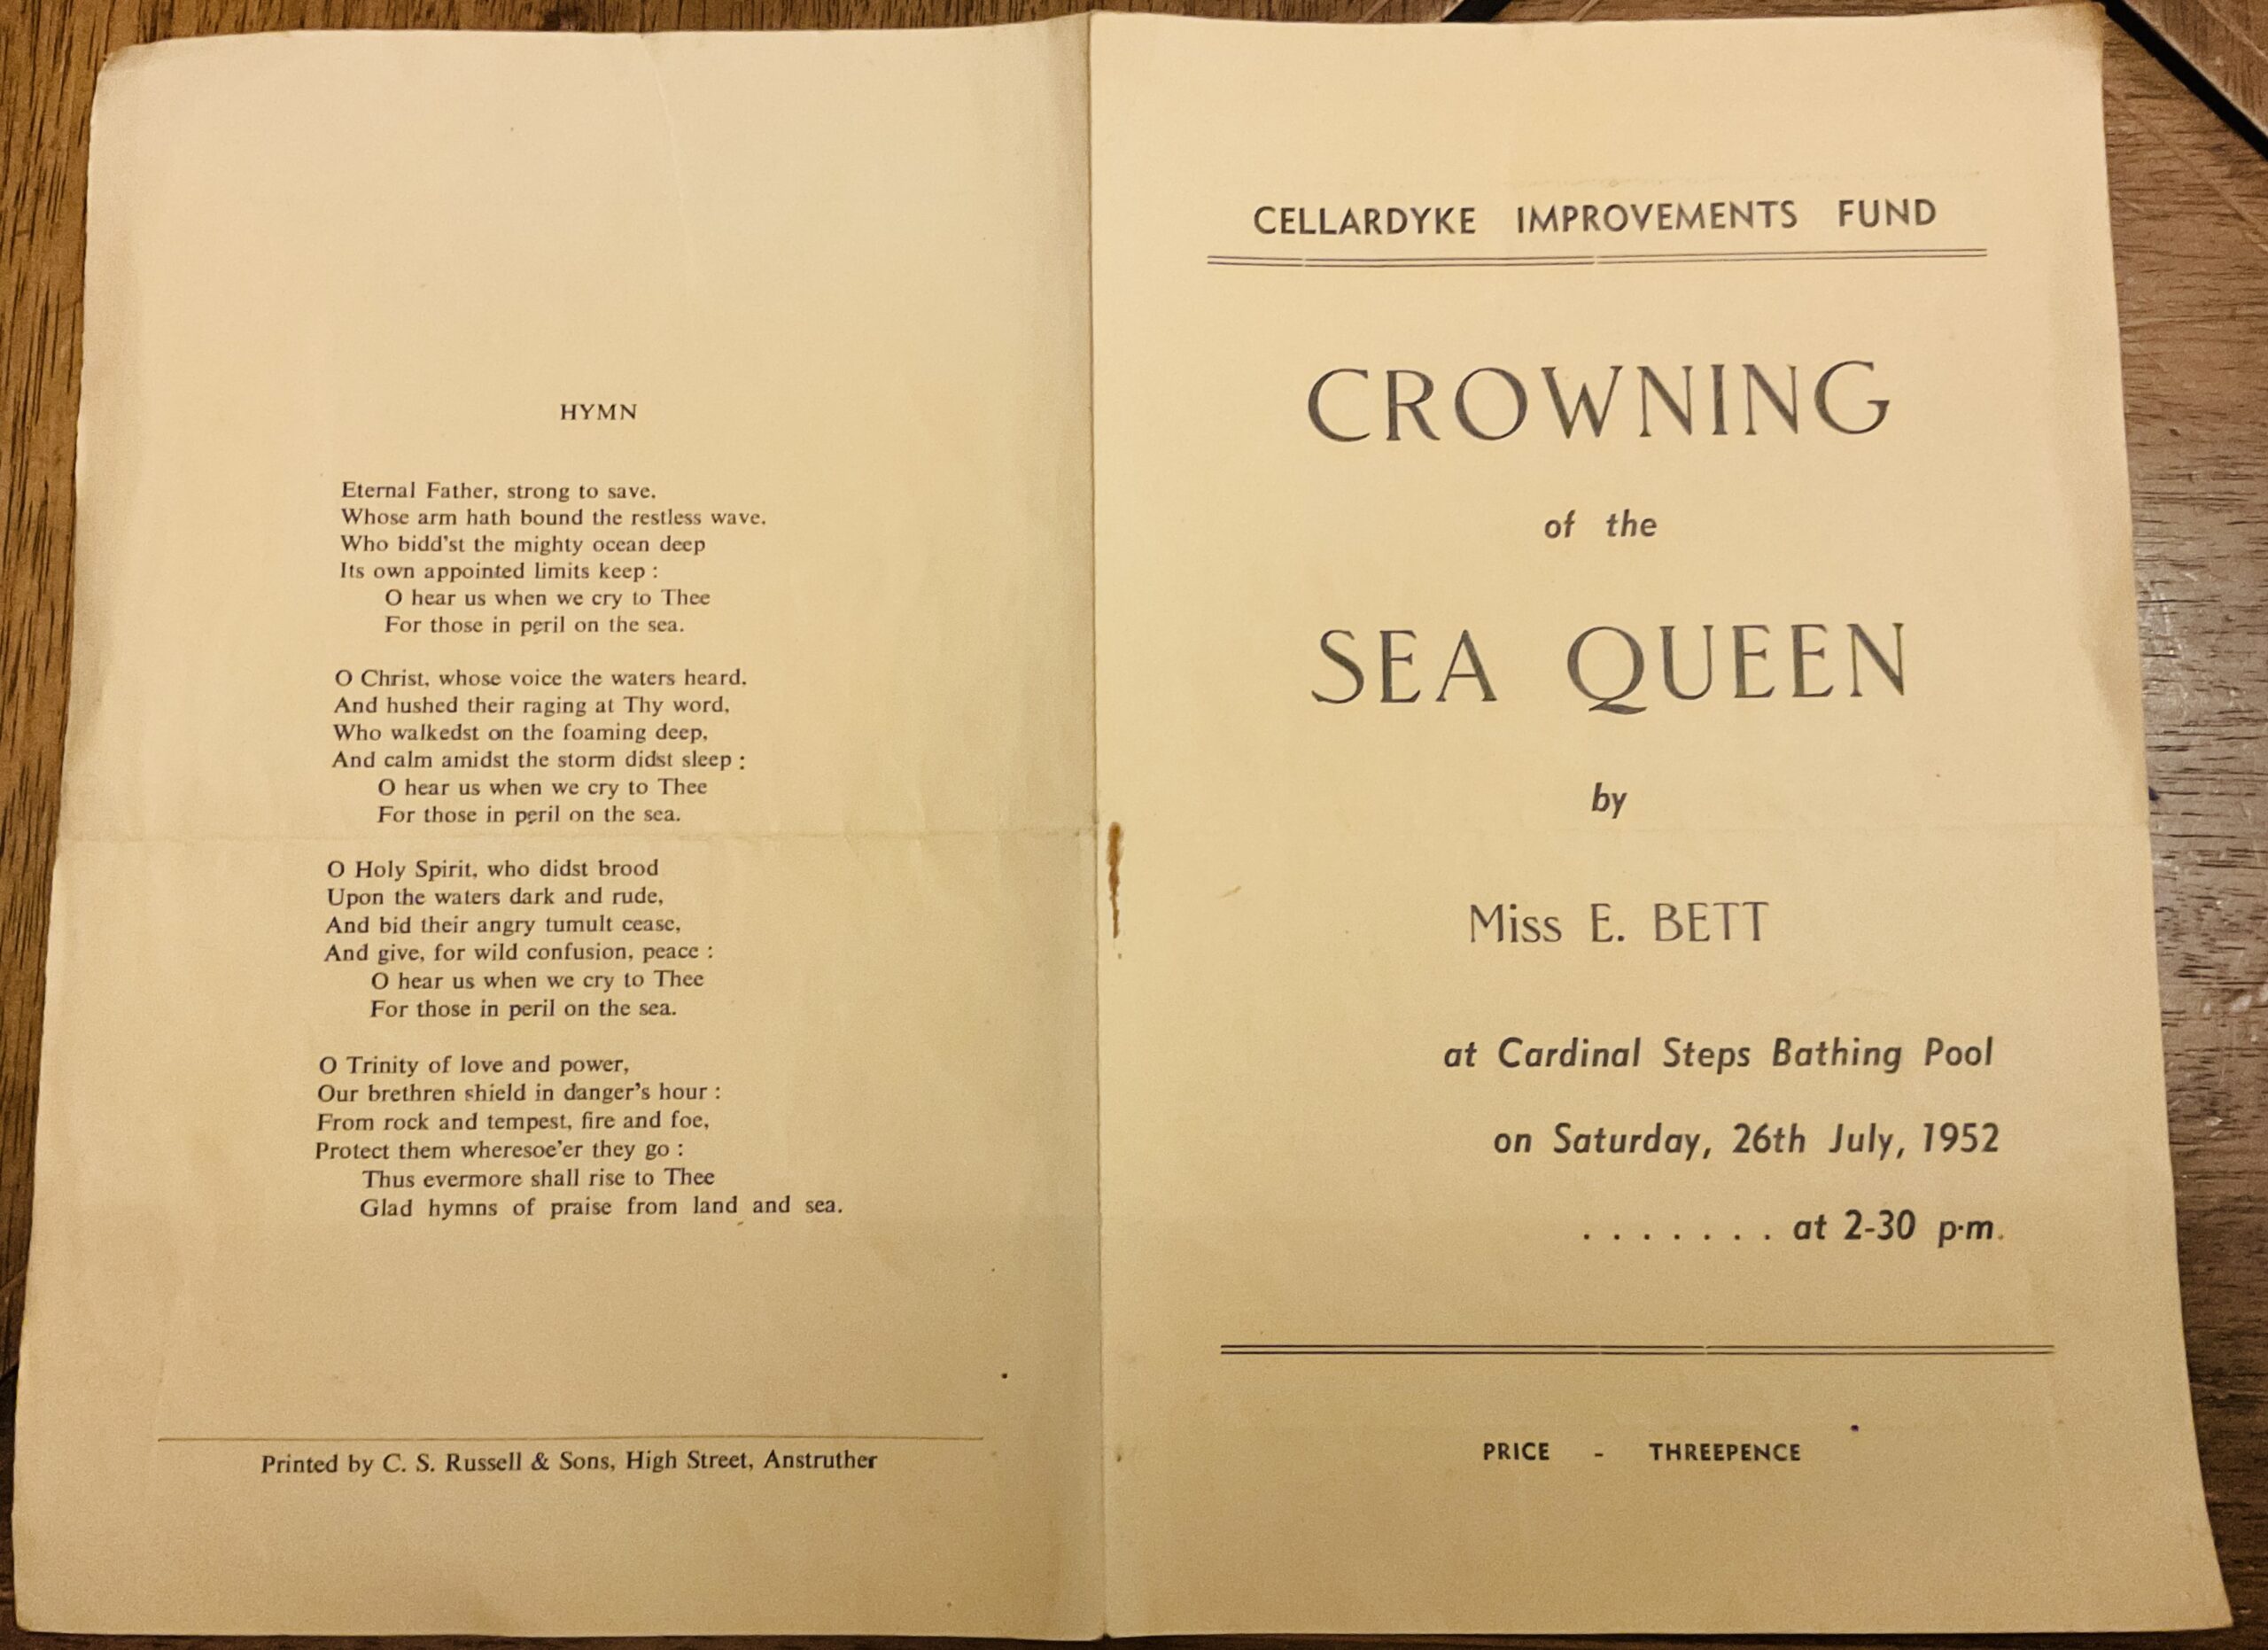 HYMN
Eternal Father, strong to save,
Whose arm hath bound the restless wave.
Who bidd'st the mighty ocean deep
Its own appointed limits keep :
O hear us when we cry to Thee
For those in peril on the sea.
O Christ, whose voice the waters heard,
And hushed their raging at Thy word,
Who walkedst on the foaming deep,
And calm amidst the storm didst sleep :
O hear us when we cry to Thee
For those in peril on the sea.
O Holy Spirit, who didst brood
Upon the waters dark and rude,
And bid their angry tumult cease,
And give, for wild confusion, peace :
O hear us when we cry to Thee
For those in peril on the sea.
O Trinity of love and power,
Our brethren shield in danger's hour :
From rock and tempest, fire and foe,
Protect them wheresoe'er they go :
Thus evermore shall rise to Thee
Glad hymns of praise from land and sea.
Printed by C. S. Russell & Sons, High Street, Anstruther
CELLARDYKE IMPROVEMENTS FUND
CROWNING
of the
SEA QUEEN
by
Miss E. BETT
at Cardinal Steps Bathing Pool
on Saturday, 26th July, 1952
. . . . . . . at 2-30 p·m.
PRICE - THREEPENCE